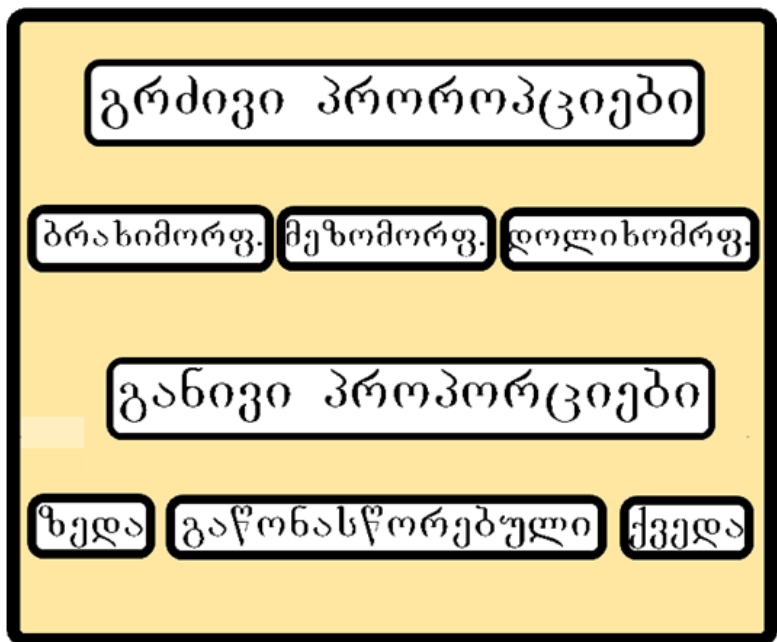 გრძივი პროროპციები
ბრახიმორფ. მეზომორფ. დოლიხომრფ.
განივი პროპორციები
ზედა გაწონასწორებული ქვედა